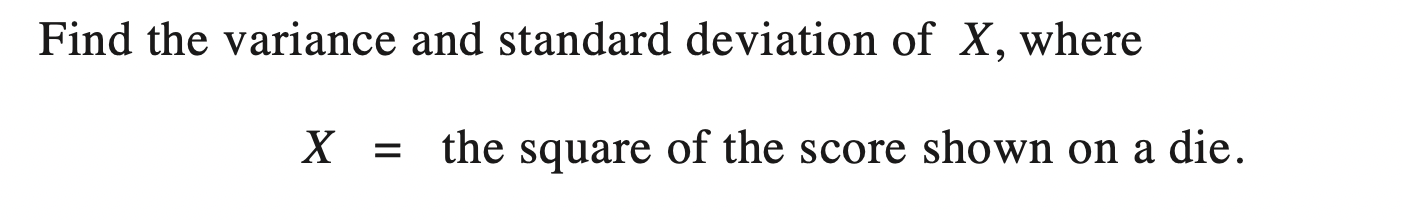 Find the variance and standard deviation of X, where
X = the square of the score shown on a die.